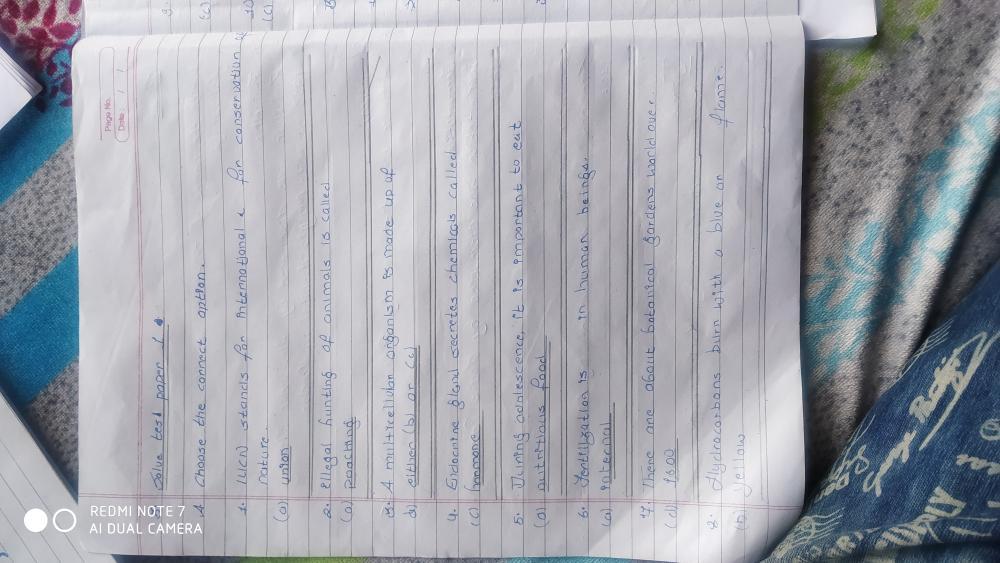 Page No.
Date: / /
Solve test paper 1
A Choose the correct option.
1. IUCN stands for International & for conservation of
nature.
(a) union
2. Illegal hunting of animals is called
(a) poaching
3. A multicellular organism is made up of
d) either (b) or (c)
4. Endocrine gland secretes chemicals called
(c) hormone
5. During adolescence, it is important to eat
(a) nutritious food
6. Fertilization is in human beings.
(a) internal
7. There are about botanical gardens world over.
(d) 1800
8. Hydrocarbons burn with a blue or flame.
(b) Yellow
REDMI NOTE 7
AI DUAL CAMERA